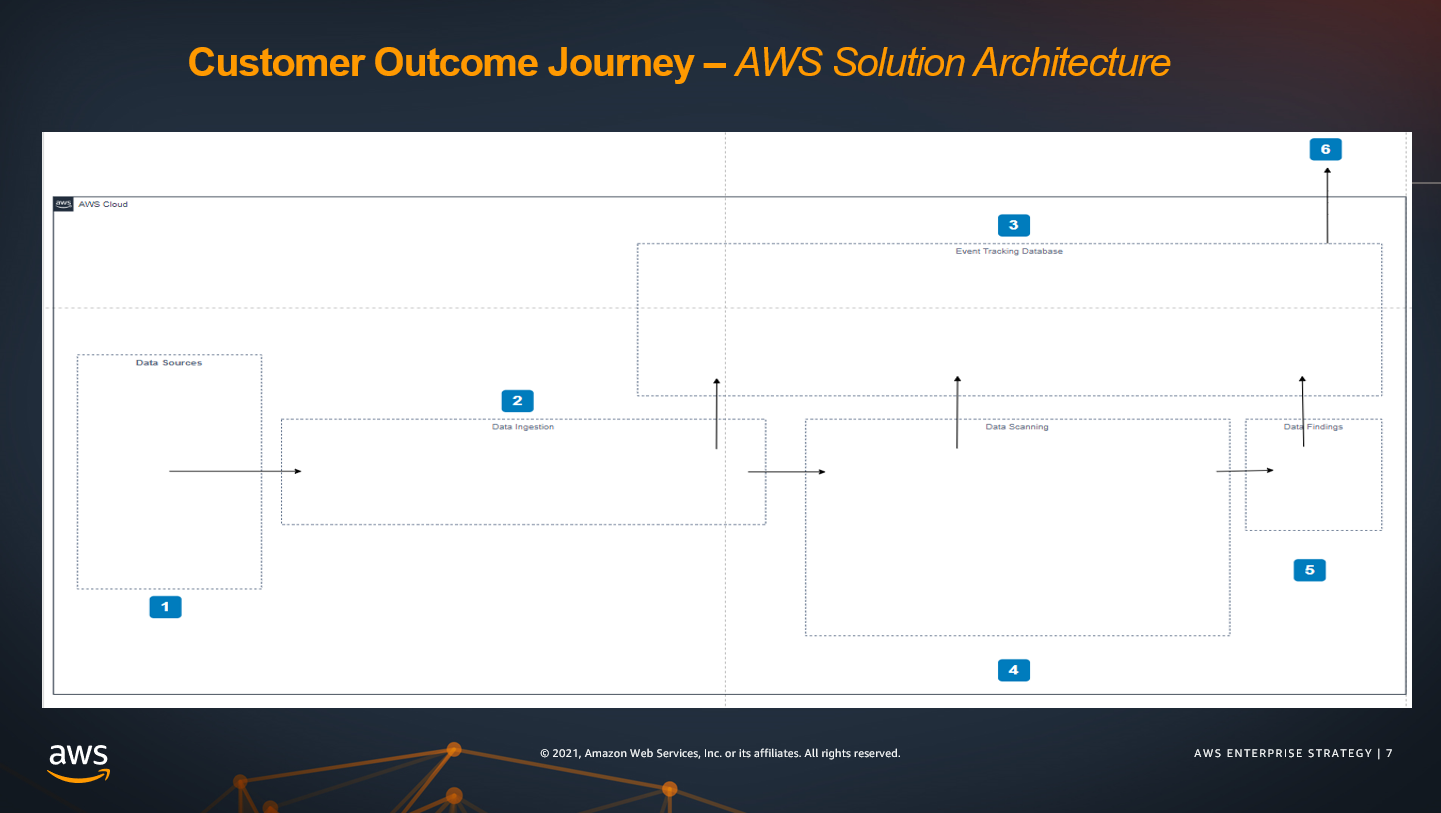 Customer Outcome Journey – AWS Solution Architecture
6
aws AWS Cloud
3
Event Tracking Database
Data Sources
2
Data Ingestion
Data Scanning
Data Findings
5
1
4
aws
© 2021, Amazon Web Services, Inc. or its affiliates. All rights reserved.
AWS ENTERPRISE STRATEGY | 7